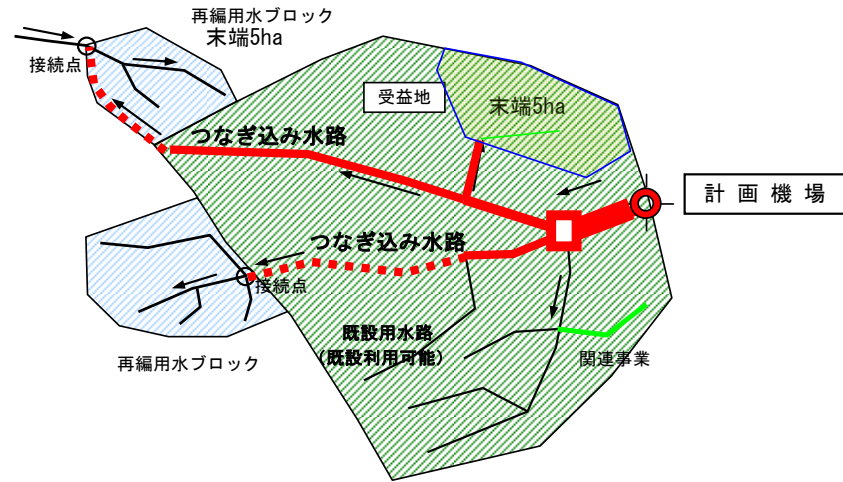 再編用水ブロック
末端5ha
接続点
受益地
末端5ha
つなぎ込み水路
計画機場
つなぎ込み水路
接続点
既設用水路
(既設利用可能)
再編用水ブロック
関連事業